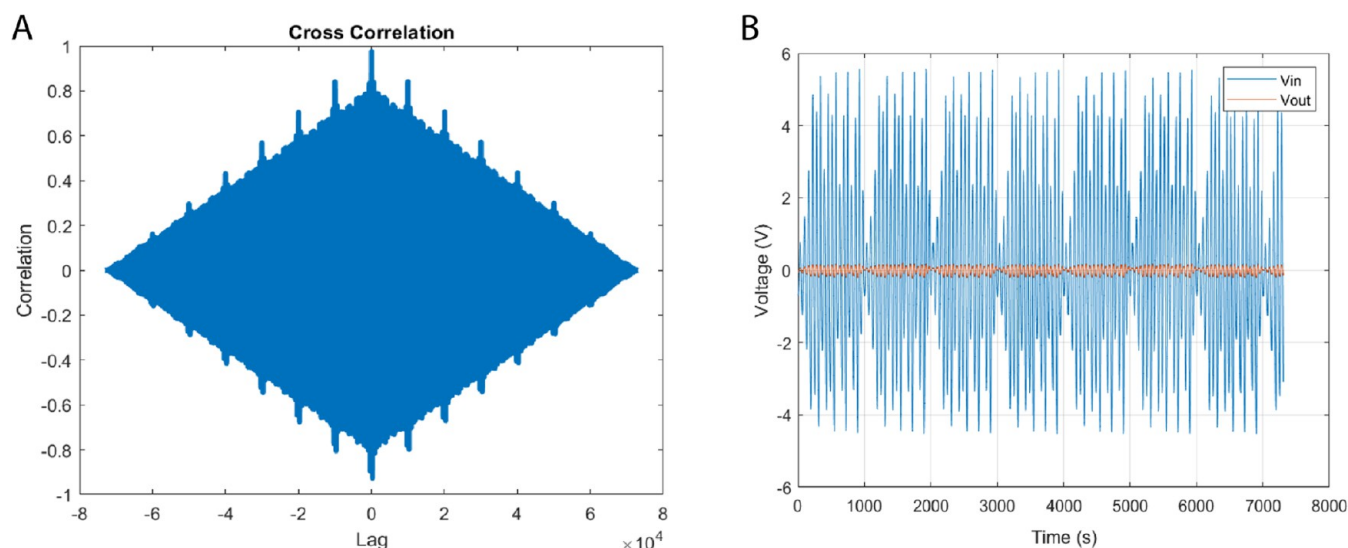 A
Cross Correlation
1
0.8
0.6
0.4
0.2
0
-0.2
-0.4
-0.6
-0.8
-1
Correlation
-8 -6 -4 -2 0 2 4 6 8
Lag
×10⁴
B
6
4
2
0
-2
-4
-6
Voltage (V)
Vin
Vout
0 1000 2000 3000 4000 5000 6000 7000 8000
Time (s)